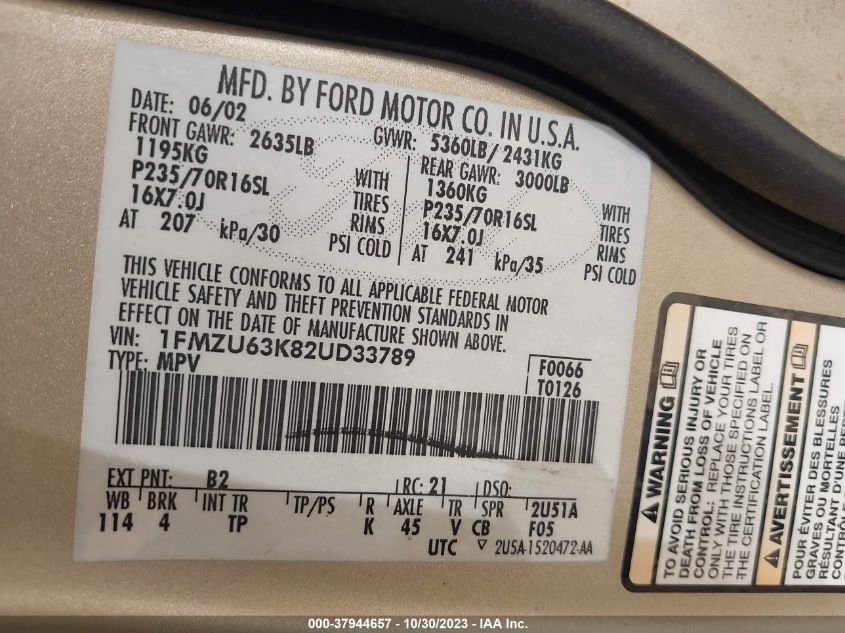 MFD. BY FORD MOTOR CO. IN U.S.A.
DATE: 06/02 GVWR: 5360LB/ 2431KG
FRONT GAWR: 2635LB REAR GAWR: 3000LB
1195KG 1360KG
P235/70R16SL WITH P235/70R16SL WITH
16X7.0J TIRES 16X7.0J TIRES
RIMS RIMS
AT 207 kPa/30 PSI COLD AT 241 kPa/35 PSI COLD
THIS VEHICLE CONFORMS TO ALL APPLICABLE FEDERAL MOTOR
VEHICLE SAFETY AND THEFT PREVENTION STANDARDS IN
EFFECT ON THE DATE OF MANUFACTURE SHOWN ABOVE.
VIN: 1FMZU63K82UD33789
TYPE: MPV F0066
T0126
EXT PNT: B2 RC: 21 DSO:
WB BRK INT TR TP/PS R AXLE TR SPR 2U51A
114 4 TP K 45 V CB F05
UTC ▽ 2U5A-1520472-AA
WARNING
TO AVOID SERIOUS INJURY OR
DEATH FROM LOSS OF VEHICLE
CONTROL: REPLACE YOUR TIRES
ONLY WITH THOSE SPECIFIED ON
THE TIRE INSTRUCTIONS LABEL OR
THE CERTIFICATION LABEL.
AVERTISSEMENT
POUR ÉVITER DES BLESSURES
GRAVES OU MORTELLES
RÉSULTANT D'UNE
000-37944657 - 10/30/2023 - IAA Inc.